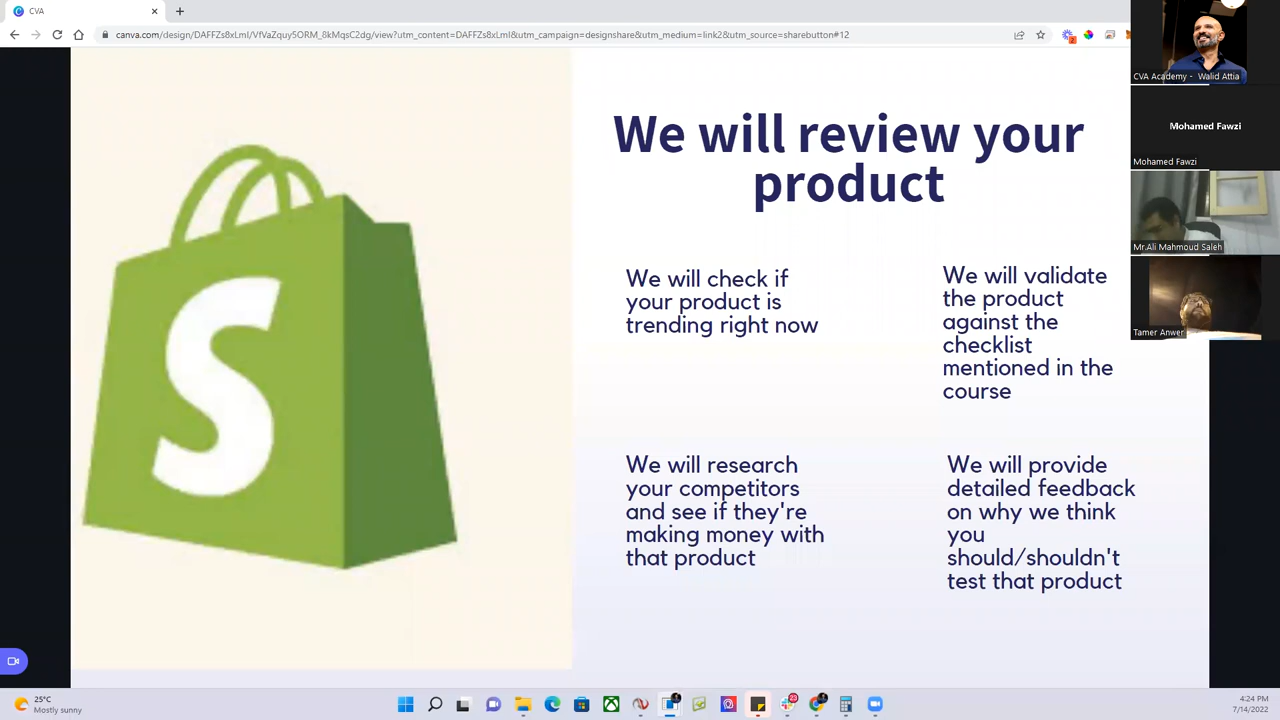 CVA
canva.com/design/DAFFZs8xLmI/VfVaZquy5ORM_8kMqsC2dg/view?utm_content=DAFFZs8xLmI&utm_campaign=designshare&utm_medium=link2&utm_source=sharebutton#12
CVA Academy - Walid Attia
Mohamed Fawzi
Mohamed Fawzi
Mr.Ali Mahmoud Saleh
Tamer Anwer
We will review your
product
We will check if
your product is
trending right now
We will validate
the product
against the
checklist
mentioned in the
course
We will research
your competitors
and see if they're
making money with
that product
We will provide
detailed feedback
on why we think
you
should/shouldn't
test that product
S
25°C
Mostly sunny
4:24 PM
7/14/2022